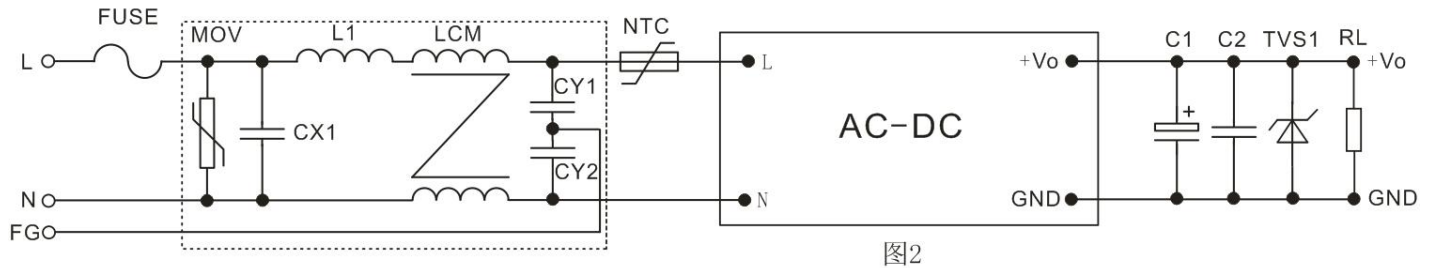 FUSE
MOV
L1
LCM
NTC
C1
C2
TVS1
RL
L
L
+Vo
+Vo
CY1
AC-DC
+
CX1
CY2
N
N
GND
GND
FG
图2